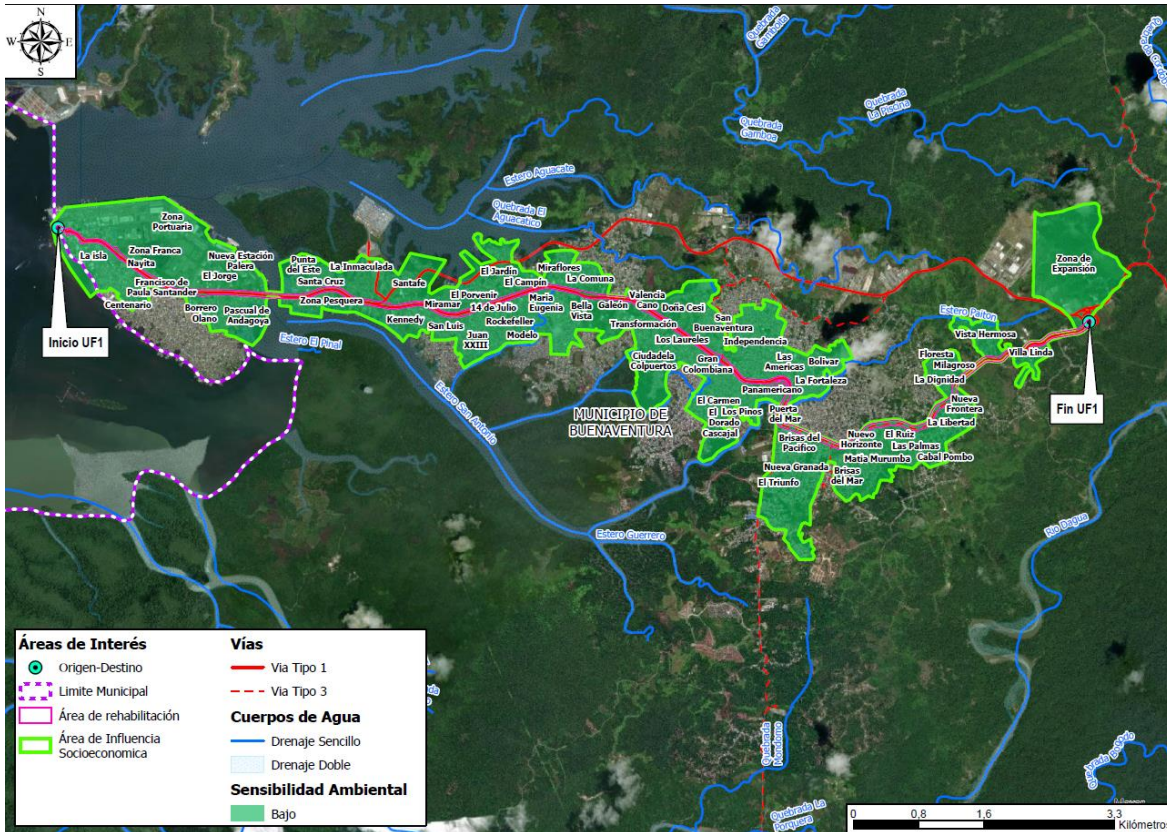 N
W E
S
Quebrada
Gamboita
Quebrada
La Piscina
Quebrada
Gamboa
Estero Aguacate
Quebrada El
Aguacatico
Zona
Portuaria
La isla
Zona Franca
Nayita
Nueva Estación
Palera
El Jorge
Francisco de
Paula Santander
Centenario
Borrero
Olano
Pascual de
Andagoya
Punta
del Este
La Inmaculada
Santa Cruz
Santafe
Zona Pesquera
Kennedy
Miramar
San Luis
El Jardin
El Campin
El Porvenir
14 de Julio
Rockefeller
Juan
XXIII
Modelo
Miraflores
La Comuna
Maria
Eugenia
Bella
Vista
Galeón
Valencia
Cano
Doña Cesi
Transformación
Los Laureles
San
Buenaventura
Independencia
Ciudadela
Colpuertos
Gran
Colombiana
Las
Americas
Bolivar
La Fortaleza
Panamericano
El Carmen
El
Dorado
Los Pinos
Cascajal
Puerta
del Mar
Brisas del
Pacifico
Nueva Granada
El Triunfo
Nuevo
Horizonte
El Ruiz
Las Palmas
Matia Murumba
Brisas
del Mar
Cabal Pombo
Nueva
Frontera
La Libertad
Floresta
Milagroso
La Dignidad
Vista Hermosa
Villa Linda
Zona de
Expansión
Inicio UF1
Fin UF1
Estero El Pinal
Estero San Antonio
MUNICIPIO DE
BUENAVENTURA
Estero Guerrero
Rio Dagua
Quebrada
Mondomo
Quebrada La
Porquera
Áreas de Interés
Origen-Destino
Limite Municipal
Área de rehabilitación
Área de Influencia
Socioeconomica
Vías
Via Tipo 1
Via Tipo 3
Cuerpos de Agua
Drenaje Sencillo
Drenaje Doble
Sensibilidad Ambiental
Bajo
0 0,8 1,6 3,3
Kilómetros